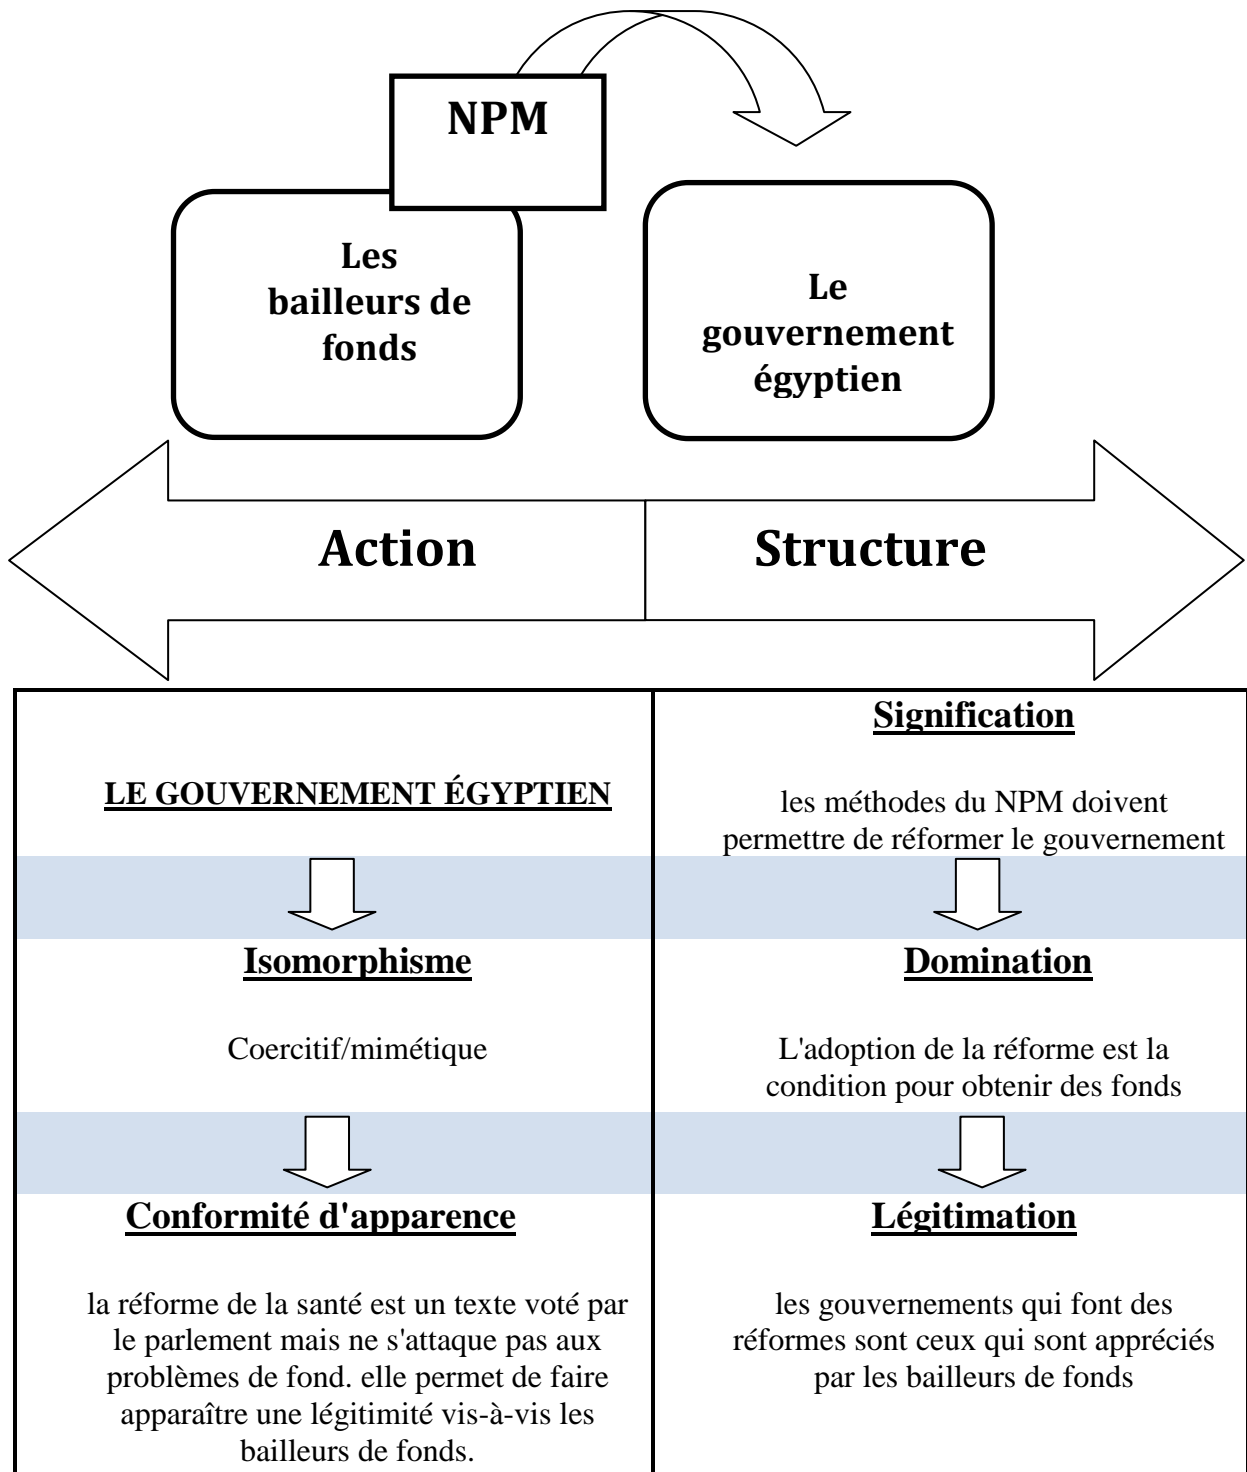 NPM
Les
bailleurs de
fonds
Le
gouvernement
égyptien
Action
Structure
LE GOUVERNEMENT ÉGYPTIEN
Isomorphisme
Coercitif/mimétique
Conformité d'apparence
la réforme de la santé est un texte voté par
le parlement mais ne s'attaque pas aux
problèmes de fond. elle permet de faire
apparaître une légitimité vis-à-vis les
bailleurs de fonds.
Signification
les méthodes du NPM doivent
permettre de réformer le gouvernement
Domination
L'adoption de la réforme est la
condition pour obtenir des fonds
Légitimation
les gouvernements qui font des
réformes sont ceux qui sont appréciés
par les bailleurs de fonds